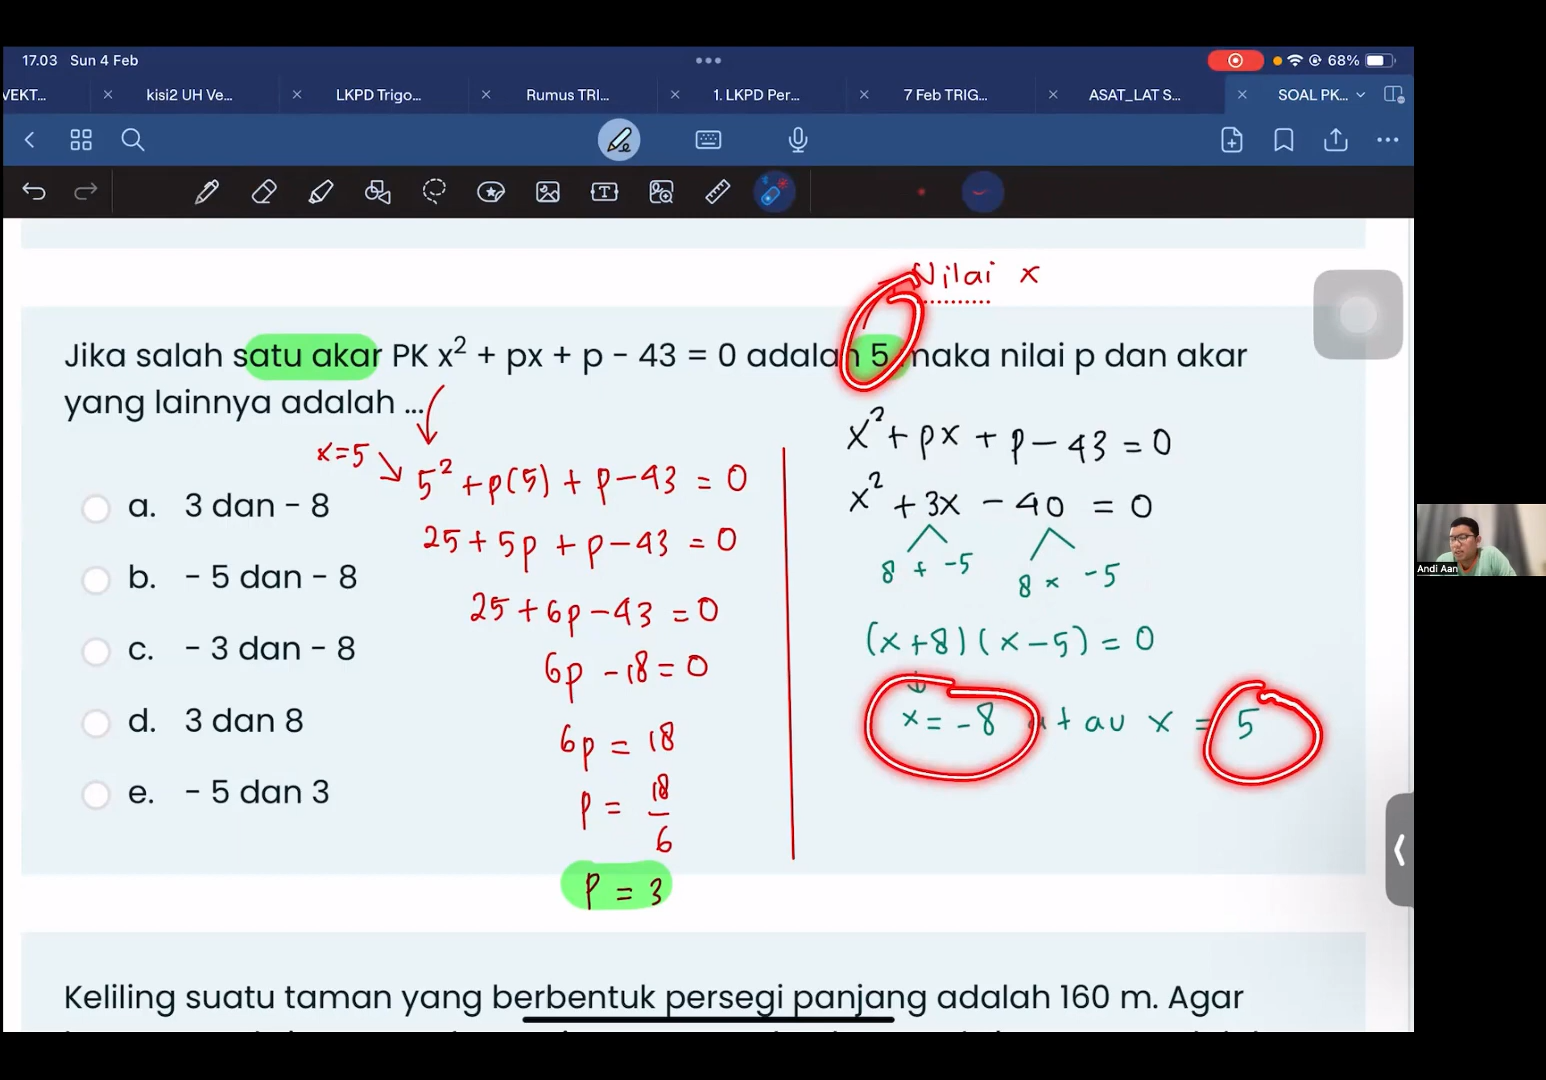 17.03 Sun 4 Feb
68%
VEKT...
kisi2 UH Ve...
LKPD Trigo...
Rumus TRI...
1. LKPD Per...
7 Feb TRIG...
ASAT_LAT S...
SOAL PK...
Nilai x
Jika salah satu akar PK x² + px + p - 43 = 0 adalah 5 maka nilai p dan akar
yang lainnya adalah ...
x=5
5² + p(5) + p - 43 = 0
25 + 5p + p - 43 = 0
25 + 6p - 43 = 0
6p - 18 = 0
6p = 18
p = 18/6
p = 3
a. 3 dan - 8
b. - 5 dan - 8
c. - 3 dan - 8
d. 3 dan 8
e. - 5 dan 3
x² + px + p - 43 = 0
x² + 3x - 40 = 0
8 + -5
8 x -5
(x + 8) (x - 5) = 0
x = -8 atau x = 5
Andi Aan
Keliling suatu taman yang berbentuk persegi panjang adalah 160 m. Agar